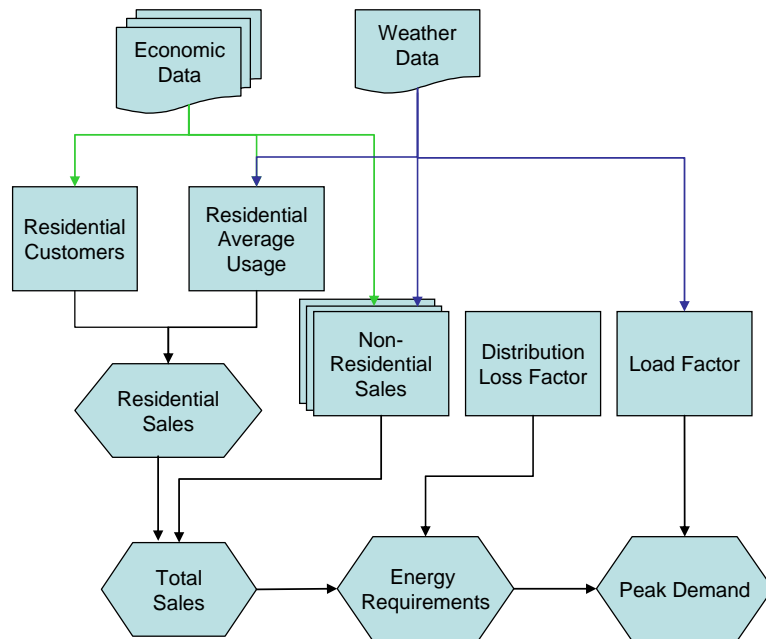 Economic
Data
Weather
Data
Residential
Customers
Residential
Average
Usage
Non-
Residential
Sales
Distribution
Loss Factor
Load Factor
Residential
Sales
Total
Sales
Energy
Requirements
Peak Demand